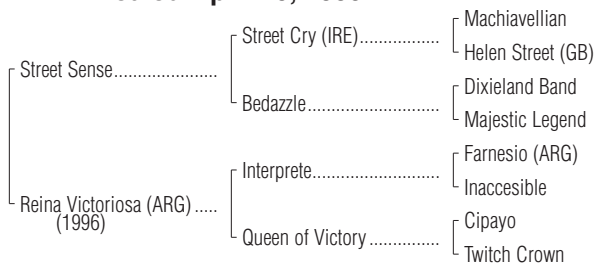 Street Sense......................
Reina Victoriosa (ARG) .....
(1996)
Street Cry (IRE).................
Bedazzle............................
Interprete...........................
Queen of Victory ...............
Machiavellian
Helen Street (GB)
Dixieland Band
Majestic Legend
Farnesio (ARG)
Inaccesible
Cipayo
Twitch Crown